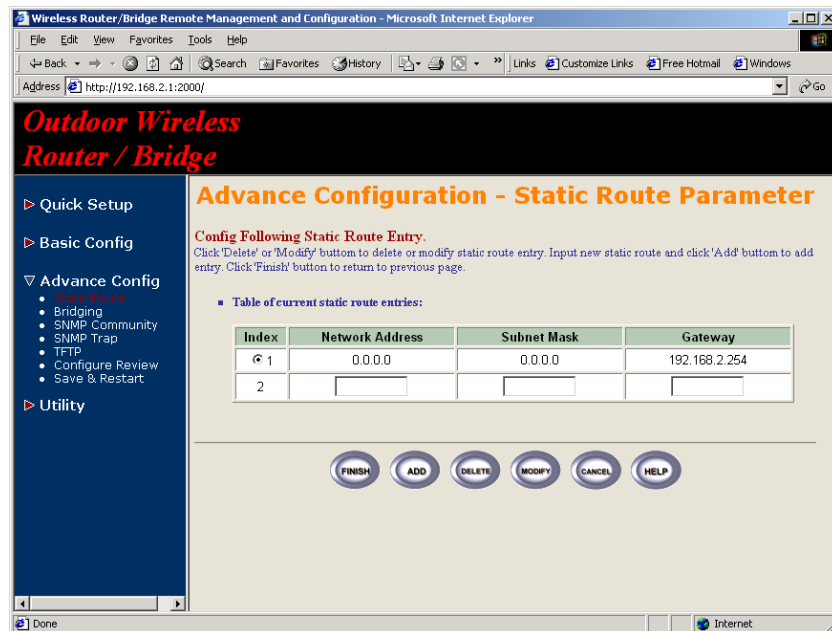 Wireless Router/Bridge Remote Management and Configuration - Microsoft Internet Explorer
File Edit View Favorites Tools Help
Back Search Favorites History » Links Customize Links Free Hotmail Windows
Address http://192.168.2.1:2000/ Go
Outdoor Wireless
Router / Bridge
Quick Setup
Basic Config
Advance Config
Static Route
Bridging
SNMP Community
SNMP Trap
TFTP
Configure Review
Save & Restart
Utility
Advance Configuration - Static Route Parameter
Config Following Static Route Entry.
Click 'Delete' or 'Modify' buttom to delete or modify static route entry. Input new static route and click 'Add' buttom to add
entry. Click 'Finish' button to return to previous page.
Table of current static route entries:
Index Network Address Subnet Mask Gateway
1 0.0.0.0 0.0.0.0 192.168.2.254
2
FINISH ADD DELETE MODIFY CANCEL HELP
Done Internet